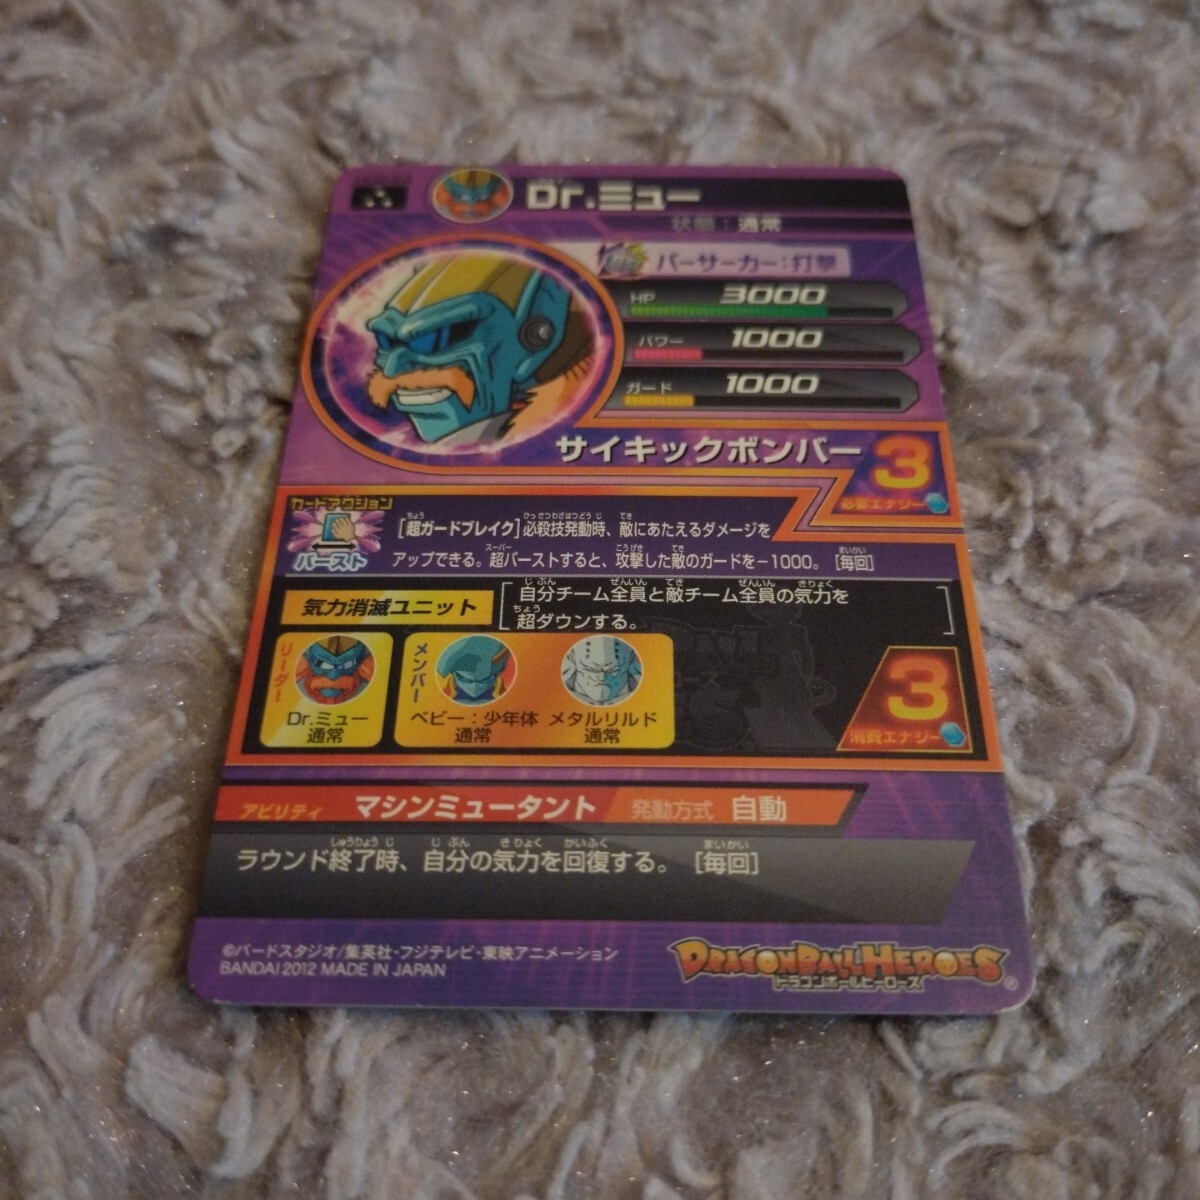 Dr.ミュー
状態：通常
バーサーカー：打撃
HP 3000
パワー 1000
ガード 1000
サイキックボンバー
3
必要エナジー
カードアクション
バースト
[超ガードブレイク]必殺技発動時、敵にあたえるダメージを
アップできる。超バーストすると、攻撃した敵のガードを−1000。[毎回]
気力消滅ユニット
自分チーム全員と敵チーム全員の気力を
超ダウンする。
リーダー
Dr.ミュー
通常
メンバー
ベビー：少年体
通常
メタルリルド
通常
3
消費エナジー
アビリティ マシンミュータント 発動方式 自動
ラウンド終了時、自分の気力を回復する。[毎回]
©バードスタジオ/集英社・フジテレビ・東映アニメーション
BANDAI 2012 MADE IN JAPAN
DRAGONBALL HEROES
ドラゴンボールヒーローズ